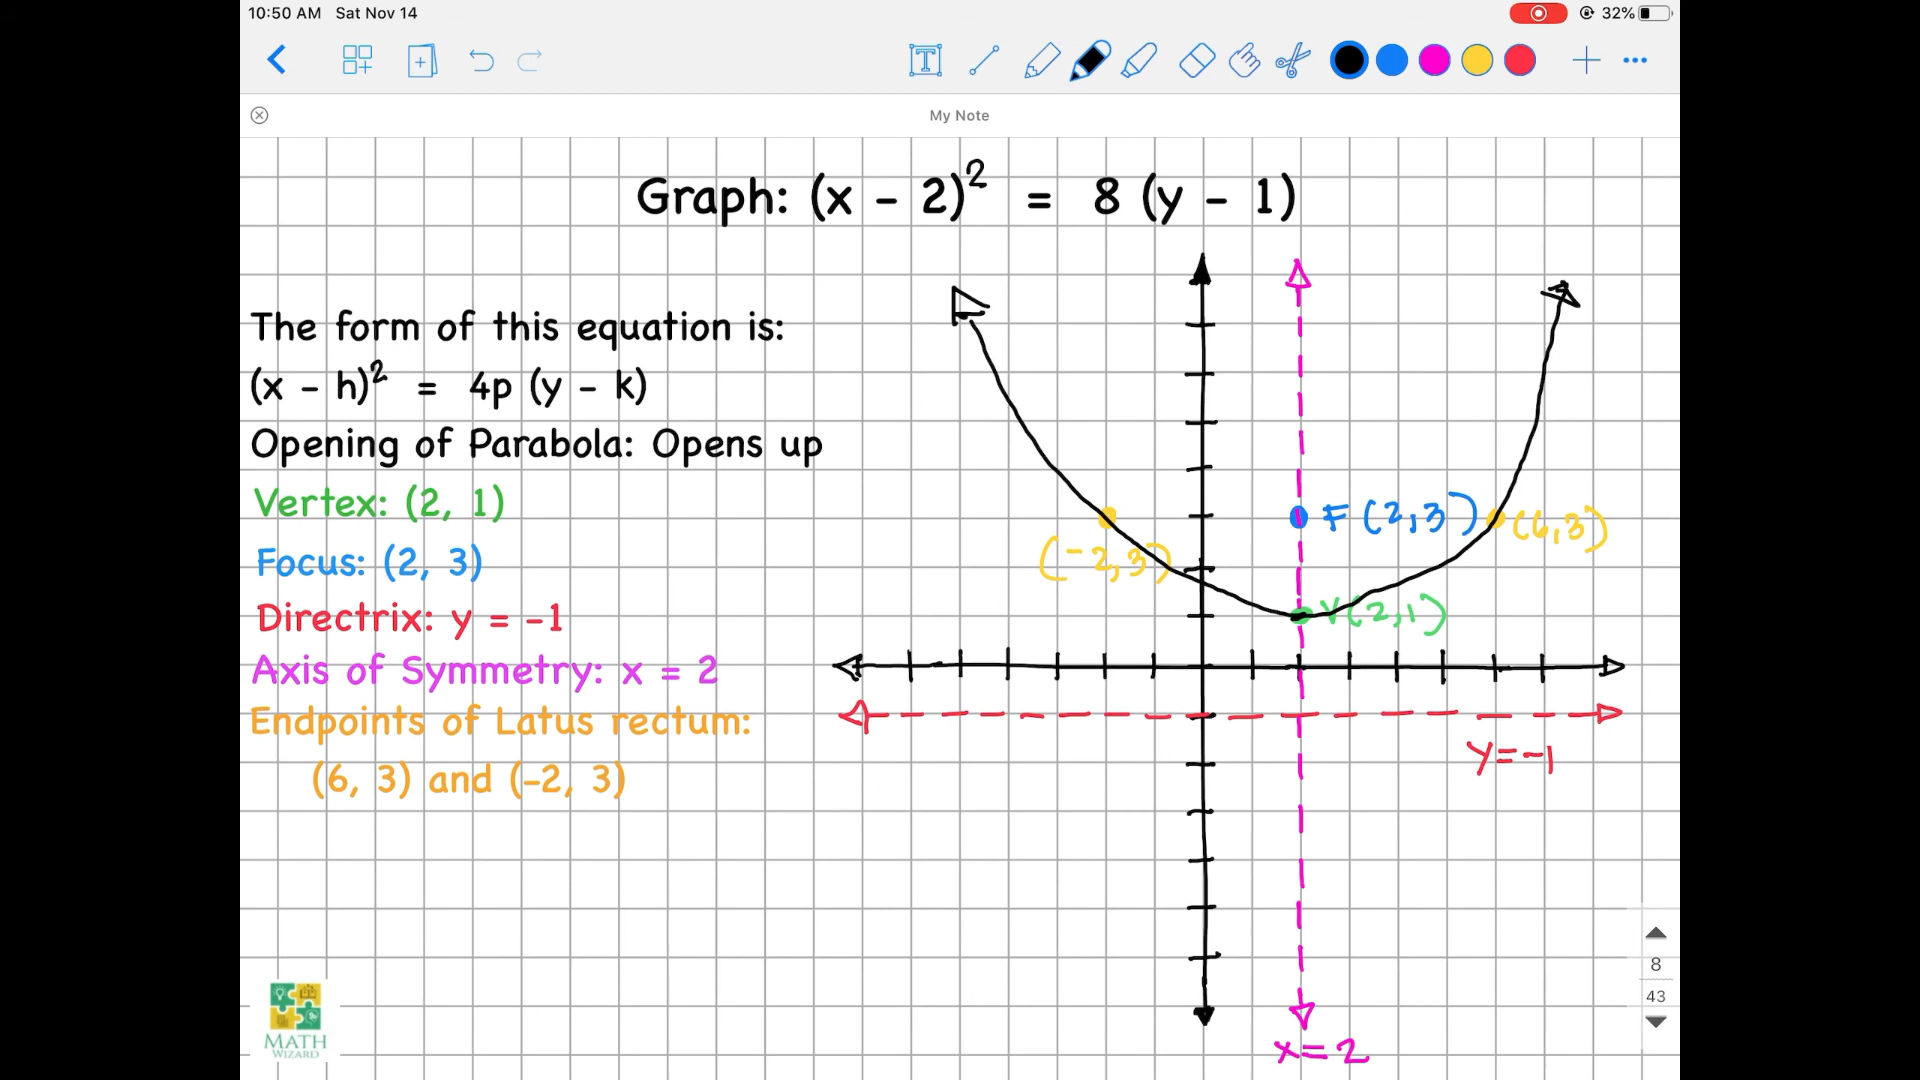 10:50 AM Sat Nov 14
32%
My Note
Graph: (x - 2)² = 8 (y - 1)
The form of this equation is:
(x - h)² = 4p (y - k)
Opening of Parabola: Opens up
Vertex: (2, 1)
Focus: (2, 3)
Directrix: y = -1
Axis of Symmetry: x = 2
Endpoints of Latus rectum:
(6, 3) and (-2, 3)
F (2,3)
(6,3)
(-2,3)
V(2,1)
y=-1
x=2
8
43
MATH
WIZARD